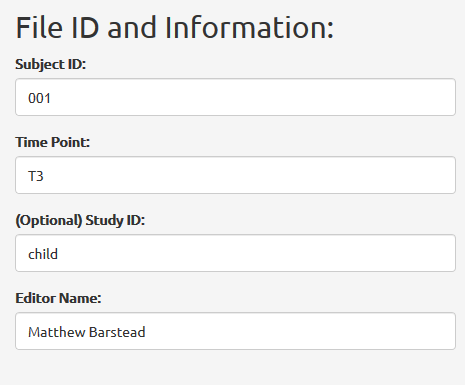 File ID and Information:
Subject ID:
001
Time Point:
T3
(Optional) Study ID:
child
Editor Name:
Matthew Barstead